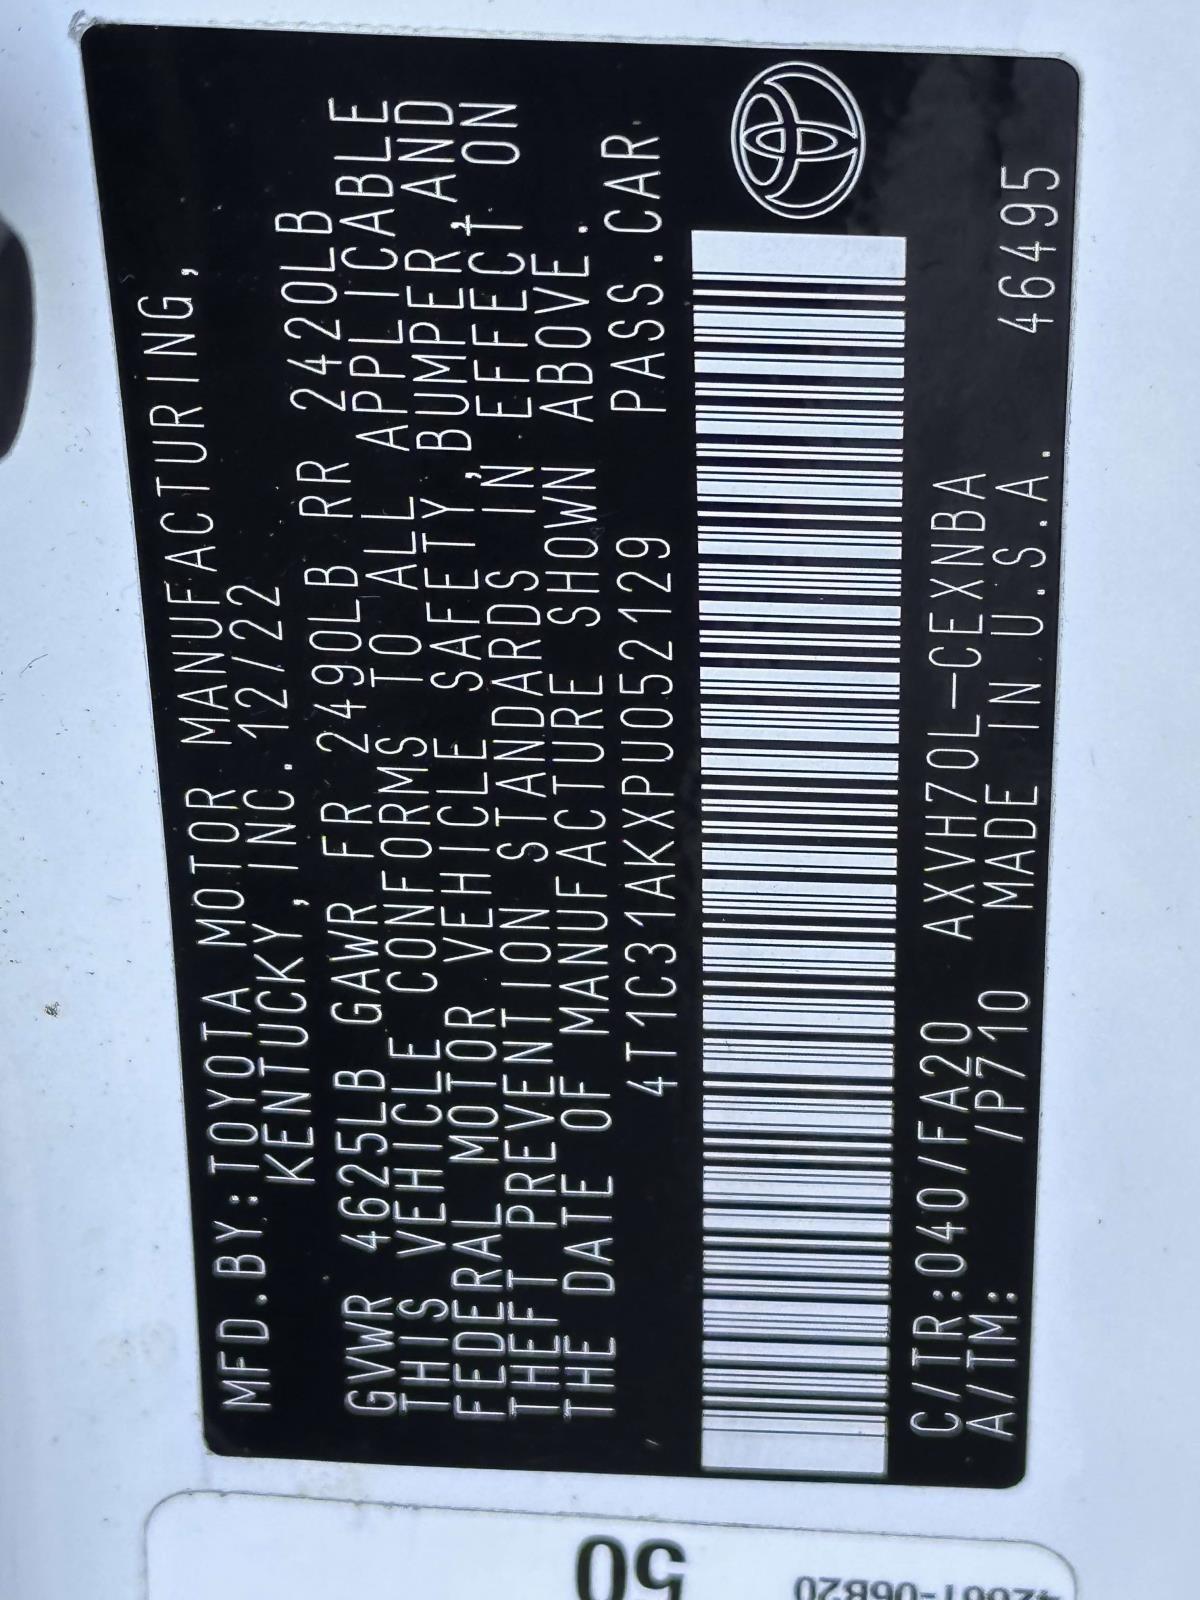 MFD.BY:TOYOTA MOTOR MANUFACTURING,
KENTUCKY,INC. 12/22
GVWR 4625LB GAWR FR 2490LB RR 2420LB
THIS VEHICLE CONFORMS TO ALL APPLICABLE
FEDERAL MOTOR VEHICLE SAFETY,BUMPER,AND
THEFT PREVENTION STANDARDS IN EFFECT ON
THE DATE OF MANUFACTURE SHOWN ABOVE.
4T1C31AKXPU052129 PASS.CAR
C/TR:040/FA20 AXVH70L-CEXNBA
A/TM: /P710 MADE IN U.S.A. 46495
50